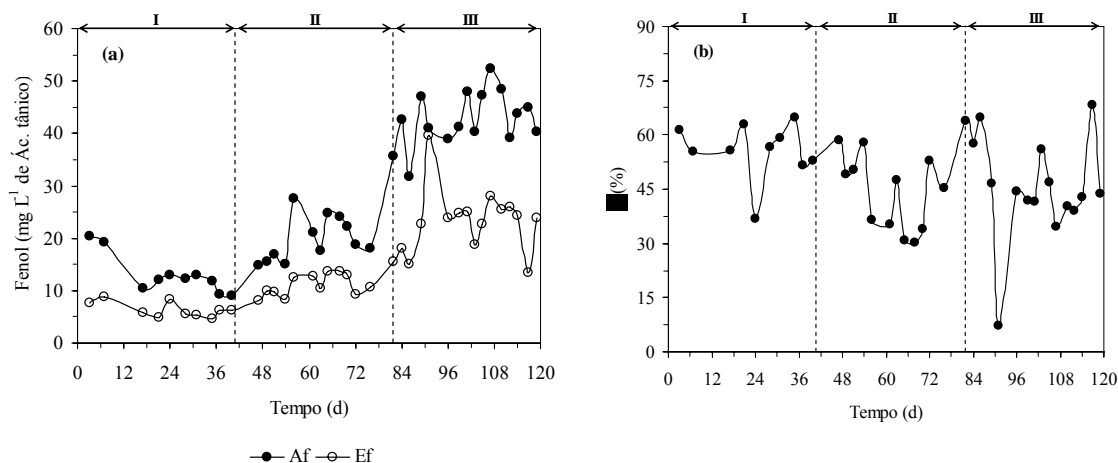 I II III
(a)
Fenol (mg L⁻¹ de Ác. tânico)
60
50
40
30
20
10
0
0 12 24 36 48 60 72 84 96 108 120
Tempo (d)
Af Ef
I II III
(b)
(%)
90
75
60
45
30
15
0
0 12 24 36 48 60 72 84 96 108 120
Tempo (d)